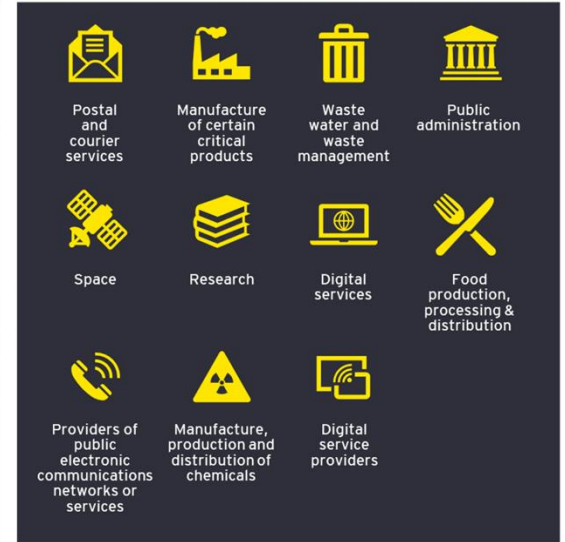 Postal
and
courier
services
Manufacture
of certain
critical
products
Waste
water and
waste
management
Public
administration
Space
Research
Digital
services
Food
production,
processing &
distribution
Providers of
public
electronic
communications
networks or
services
Manufacture,
production and
distribution of
chemicals
Digital
service
providers